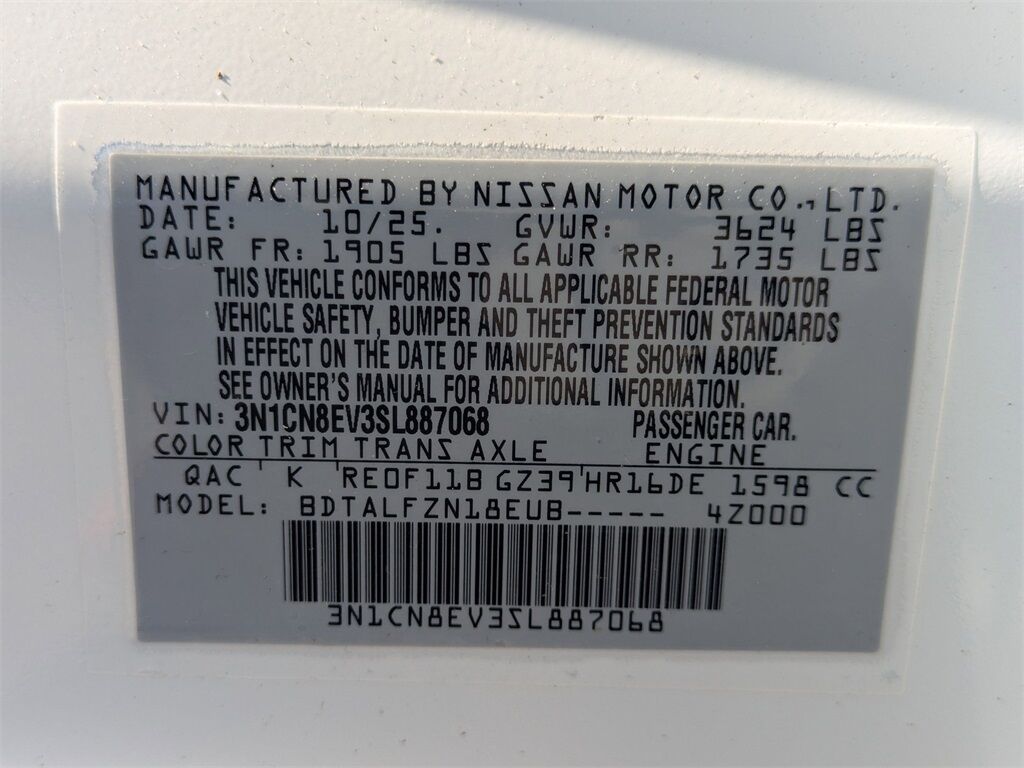 MANUFACTURED BY NISSAN MOTOR CO., LTD.
DATE: 10/25. GVWR: 3624 LBS
GAWR FR: 1905 LBS GAWR RR: 1735 LBS
THIS VEHICLE CONFORMS TO ALL APPLICABLE FEDERAL MOTOR
VEHICLE SAFETY, BUMPER AND THEFT PREVENTION STANDARDS
IN EFFECT ON THE DATE OF MANUFACTURE SHOWN ABOVE.
SEE OWNER'S MANUAL FOR ADDITIONAL INFORMATION.
VIN: 3N1CN8EV3SL887068 PASSENGER CAR.
COLOR TRIM TRANS AXLE ENGINE
QAC K RE0F11B GZ39 HR16DE 1598 CC
MODEL: BDTALFZN18EUB----- 4Z000
3N1CN8EV3SL887068